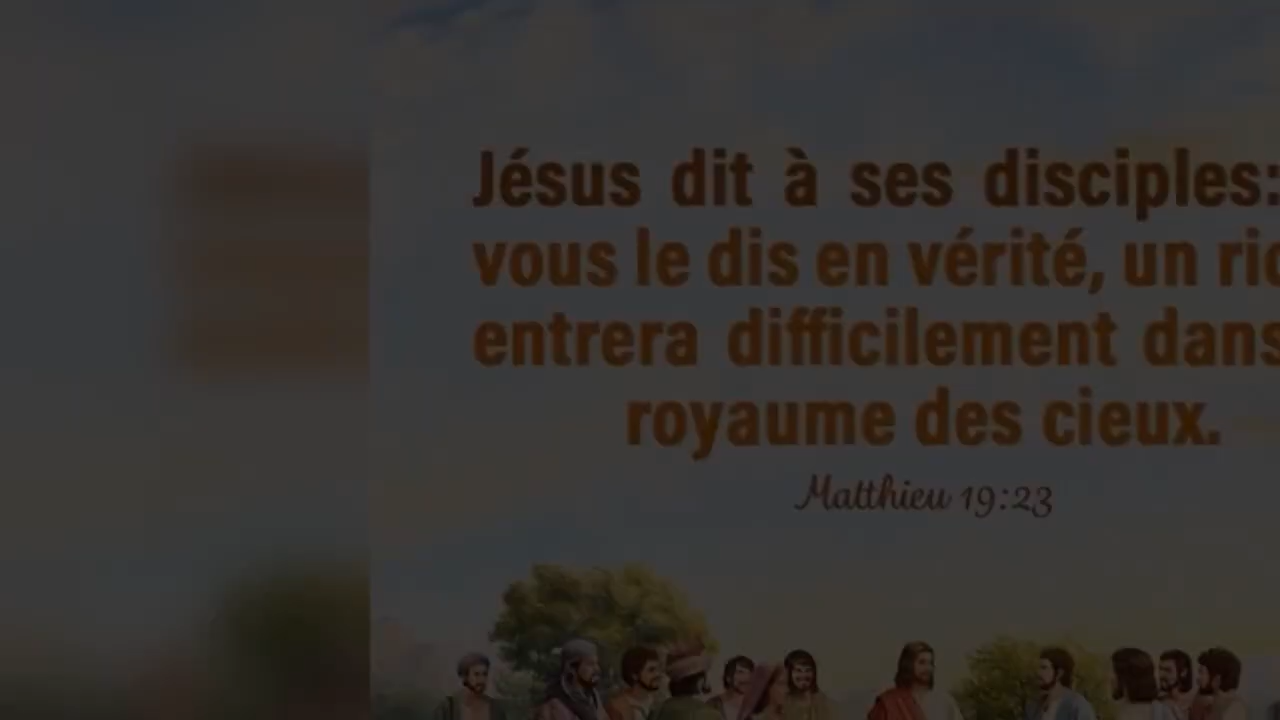 Jésus dit à ses disciples:
vous le dis en vérité, un
entrera difficilement dans
royaume des cieux.
Matthieu 19:23